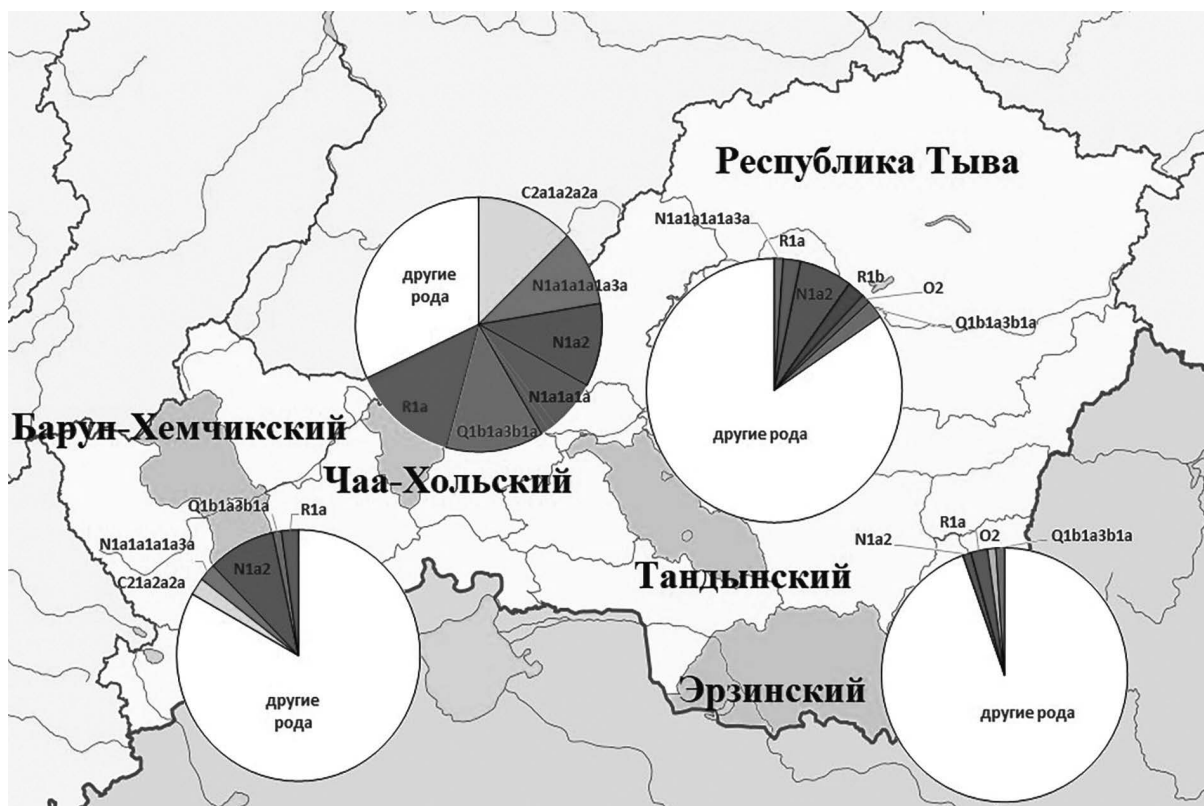 Республика Тыва
C2a1a2a2a
N1a1a1a1a3a
N1a2
N1a1a1a
Q1b1a3b1a
R1a
другие
рода
N1a1a1a1a3a
R1a
N1a2
R1b
O2
Q1b1a3b1a
другие рода
Барун-Хемчикский
Чаа-Хольский
Q1b1a3b1a
R1a
N1a1a1a1a3a
N1a2
C21a2a2a
другие
рода
Тандынский
N1a2
R1a
O2
Q1b1a3b1a
Эрзинский
другие рода